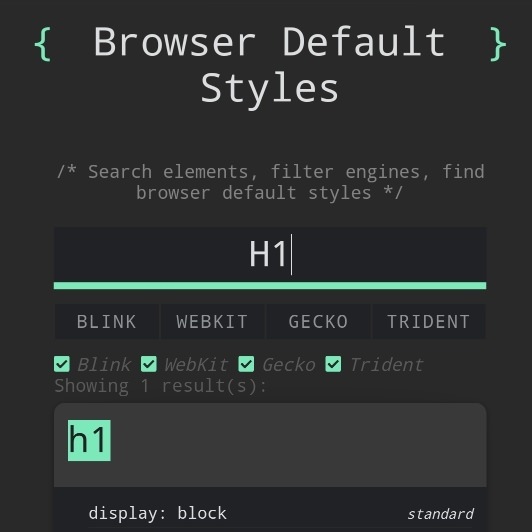 { Browser Default }
Styles
/* Search elements, filter engines, find
browser default styles */
H1
BLINK WEBKIT GECKO TRIDENT
Blink WebKit Gecko Trident
Showing 1 result(s):
h1
display: block standard